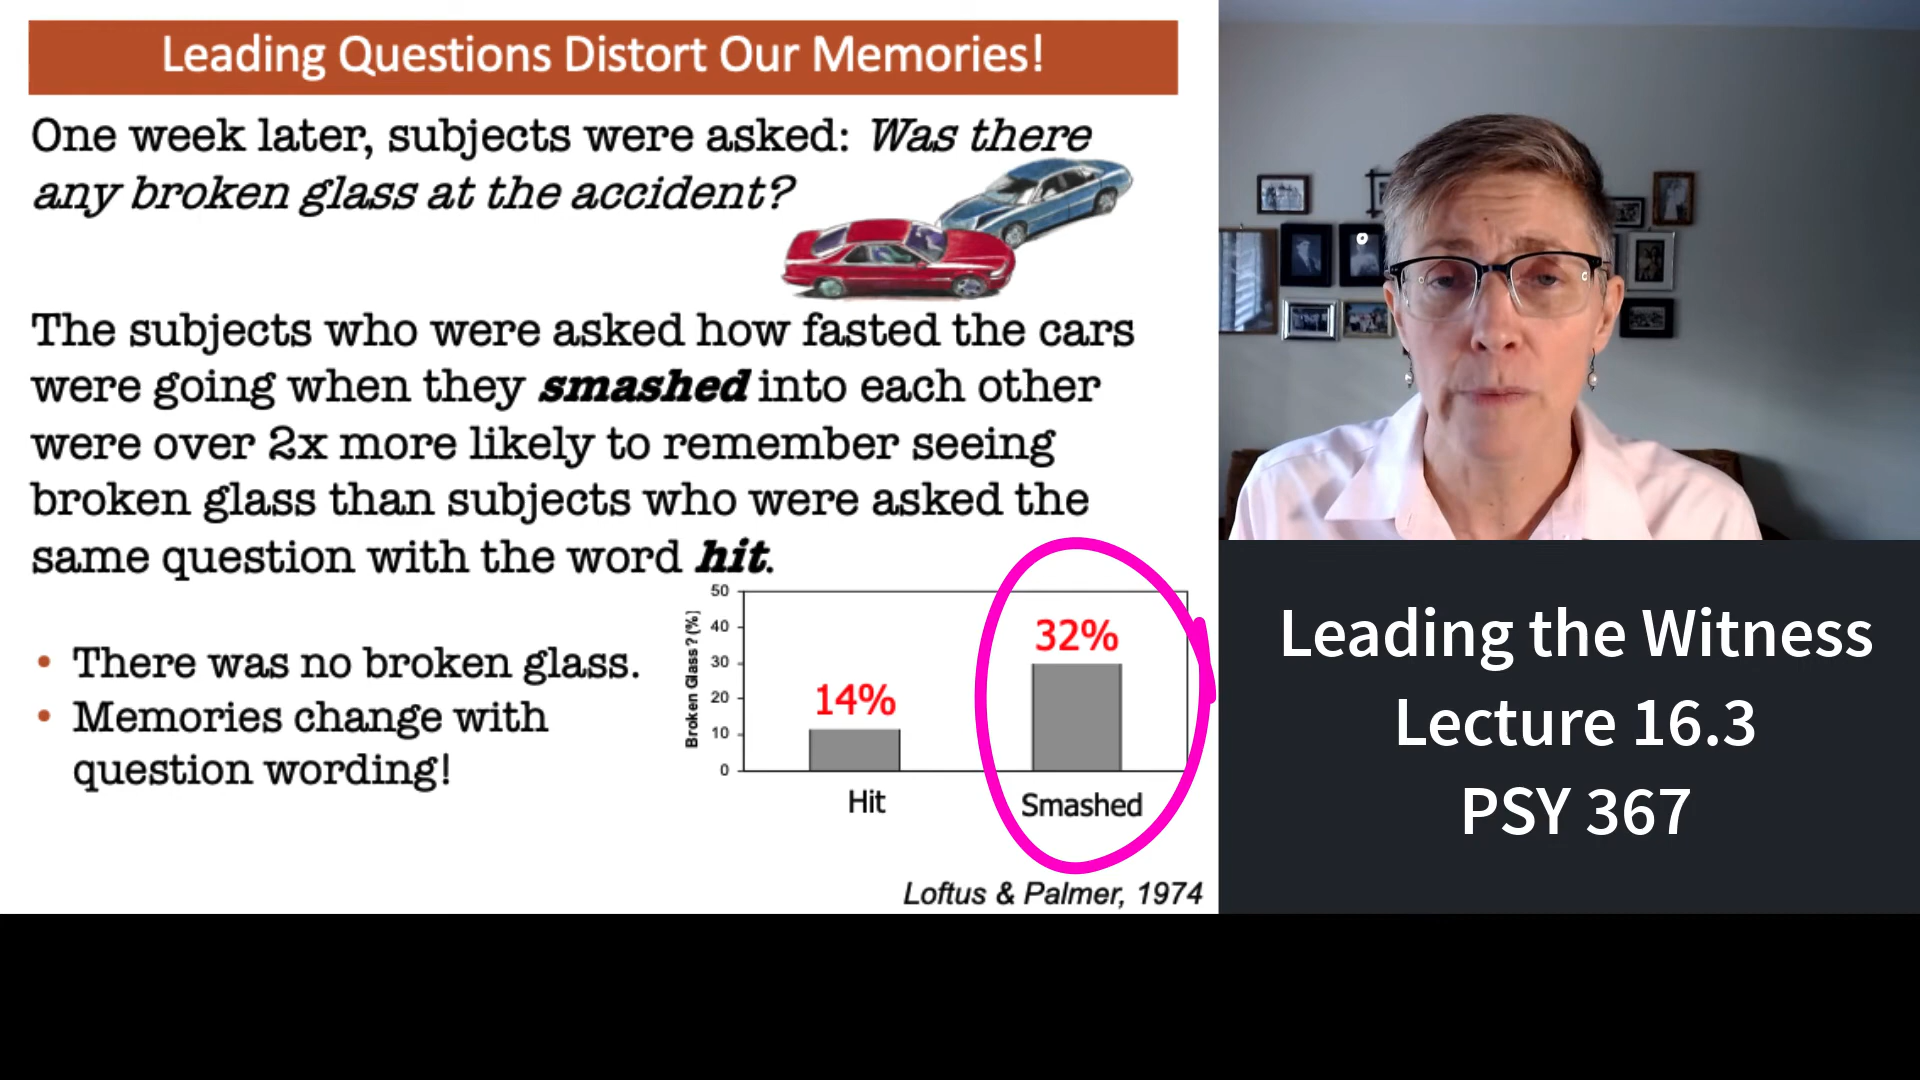 Leading Questions Distort Our Memories!
One week later, subjects were asked: Was there
any broken glass at the accident?
The subjects who were asked how fasted the cars
were going when they smashed into each other
were over 2x more likely to remember seeing
broken glass than subjects who were asked the
same question with the word hit.
• There was no broken glass.
• Memories change with
question wording!
Broken Glass? (%)
50
40
30
20
10
0
14%
32%
Hit
Smashed
Loftus & Palmer, 1974
Leading the Witness
Lecture 16.3
PSY 367